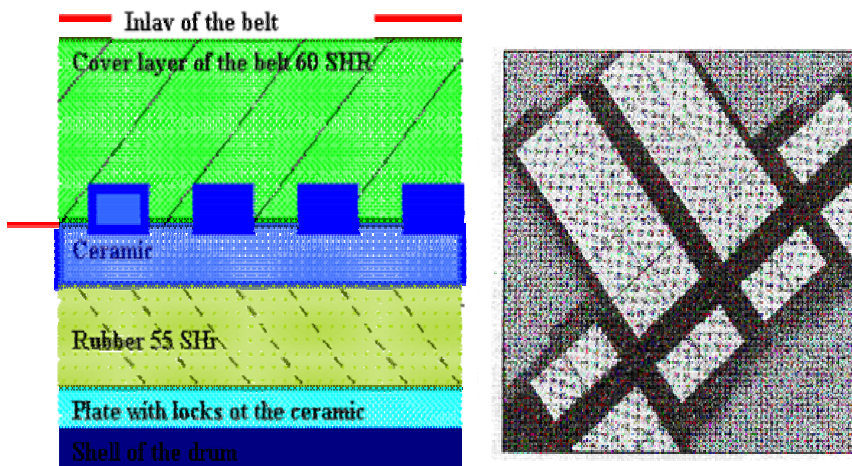 Inlav of the belt
Cover layer of the belt 60 SHR
Ceramic
Rubber 55 SHr
Plate with locks ot the ceramic
Shell of the drum